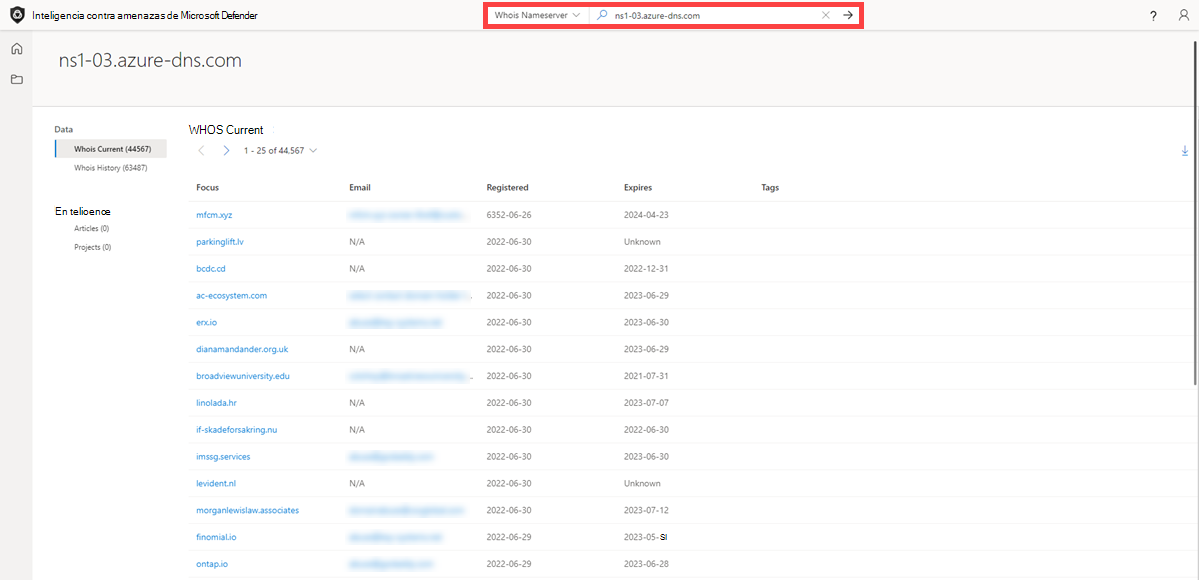 Inteligencia contra amenazas de Microsoft Defender
Whois Nameserver ns1-03.azure-dns.com
?
ns1-03.azure-dns.com
Data
Whois Current (44567)
Whois History (63487)
En telioence
Articles (0)
Projects (0)
WHOS Current
1 - 25 of 44,567
Focus Email Registered Expires Tags
mfcm.xyz 6352-06-26 2024-04-23
parkinglift.lv N/A 2022-06-30 Unknown
bcdc.cd N/A 2022-06-30 2022-12-31
ac-ecosystem.com 2022-06-30 2023-06-29
erx.io 2022-06-30 2023-06-30
dianamandander.org.uk N/A 2022-06-30 2023-06-29
broadviewuniversity.edu 2022-06-30 2021-07-31
linolada.hr N/A 2022-06-30 2023-07-07
if-skadeforsakring.nu N/A 2022-06-30 2022-06-30
imssg.services 2022-06-30 2023-06-30
levident.nl N/A 2022-06-30 Unknown
morganlewislaw.associates 2022-06-30 2023-07-12
finomial.io 2022-06-29 2023-05-SI
ontap.io 2022-06-29 2023-06-28